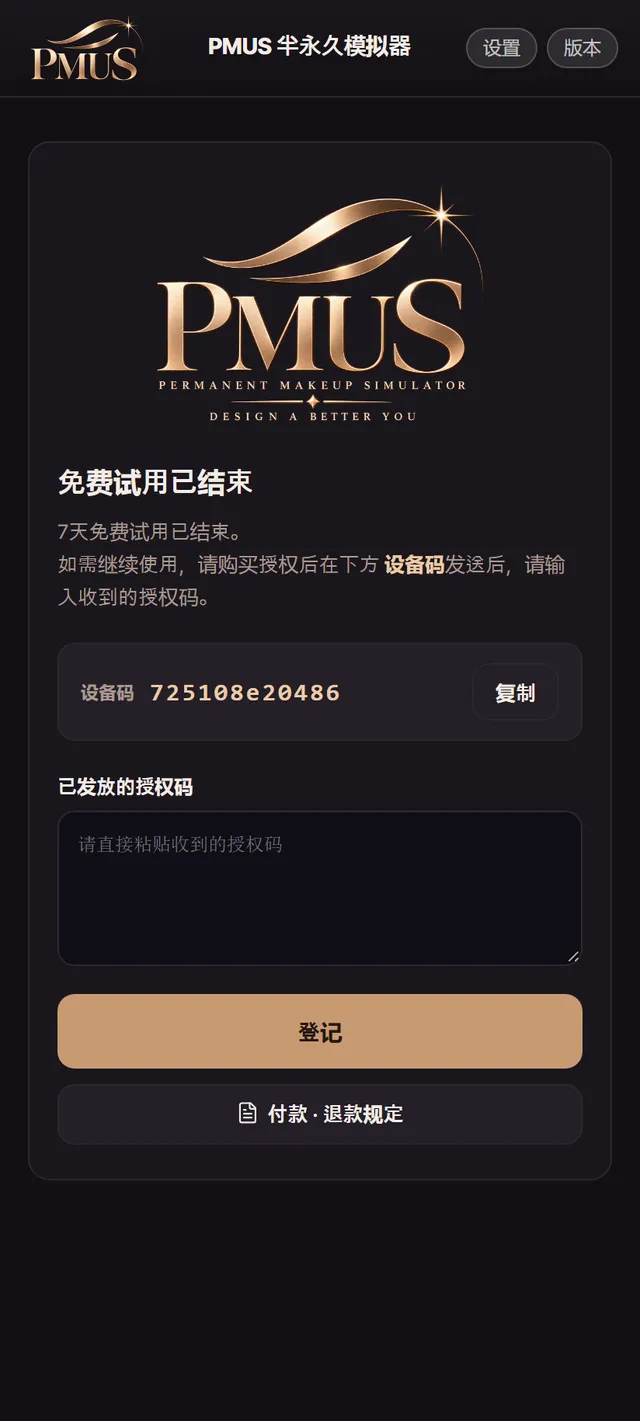 PMUS
PMUS 半永久模拟器
设置
版本
PMUS
PERMANENT MAKEUP SIMULATOR
DESIGN A BETTER YOU
免费试用已结束
7天免费试用已结束。
如需继续使用，请购买授权后在下方 设备码发送后，请输
入收到的授权码。
设备码 725108e20486
复制
已发放的授权码
请直接粘贴收到的授权码
登记
付款 · 退款规定